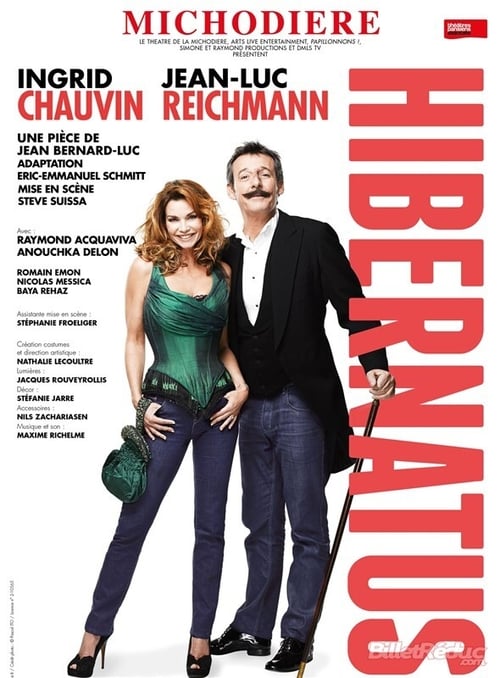 MICHODIERE
théâtres
parisiens
LE THEATRE DE LA MICHODIERE, ARTS LIVE ENTERTAINMENT, PAPILLONNONS !,
SIMONE ET RAYMOND PRODUCTIONS ET DMLS TV
PRÉSENTENT
INGRID
CHAUVIN
JEAN-LUC
REICHMANN
HIBERNATUS
UNE PIÈCE DE
JEAN BERNARD-LUC
ADAPTATION
ERIC-EMMANUEL SCHMITT
MISE EN SCÈNE
STEVE SUISSA
Avec :
RAYMOND ACQUAVIVA
ANOUCHKA DELON
ROMAIN EMON
NICOLAS MESSICA
BAYA REHAZ
Assistante mise en scène :
STÉPHANIE FROELIGER
Création costumes
et direction artistique :
NATHALIE LECOULTRE
Lumières :
JACQUES ROUVEYROLLIS
Décor :
STÉFANIE JARRE
Accessoires :
NILS ZACHARIASEN
Musique et son :
MAXIME RICHELME
BilletReduc.com